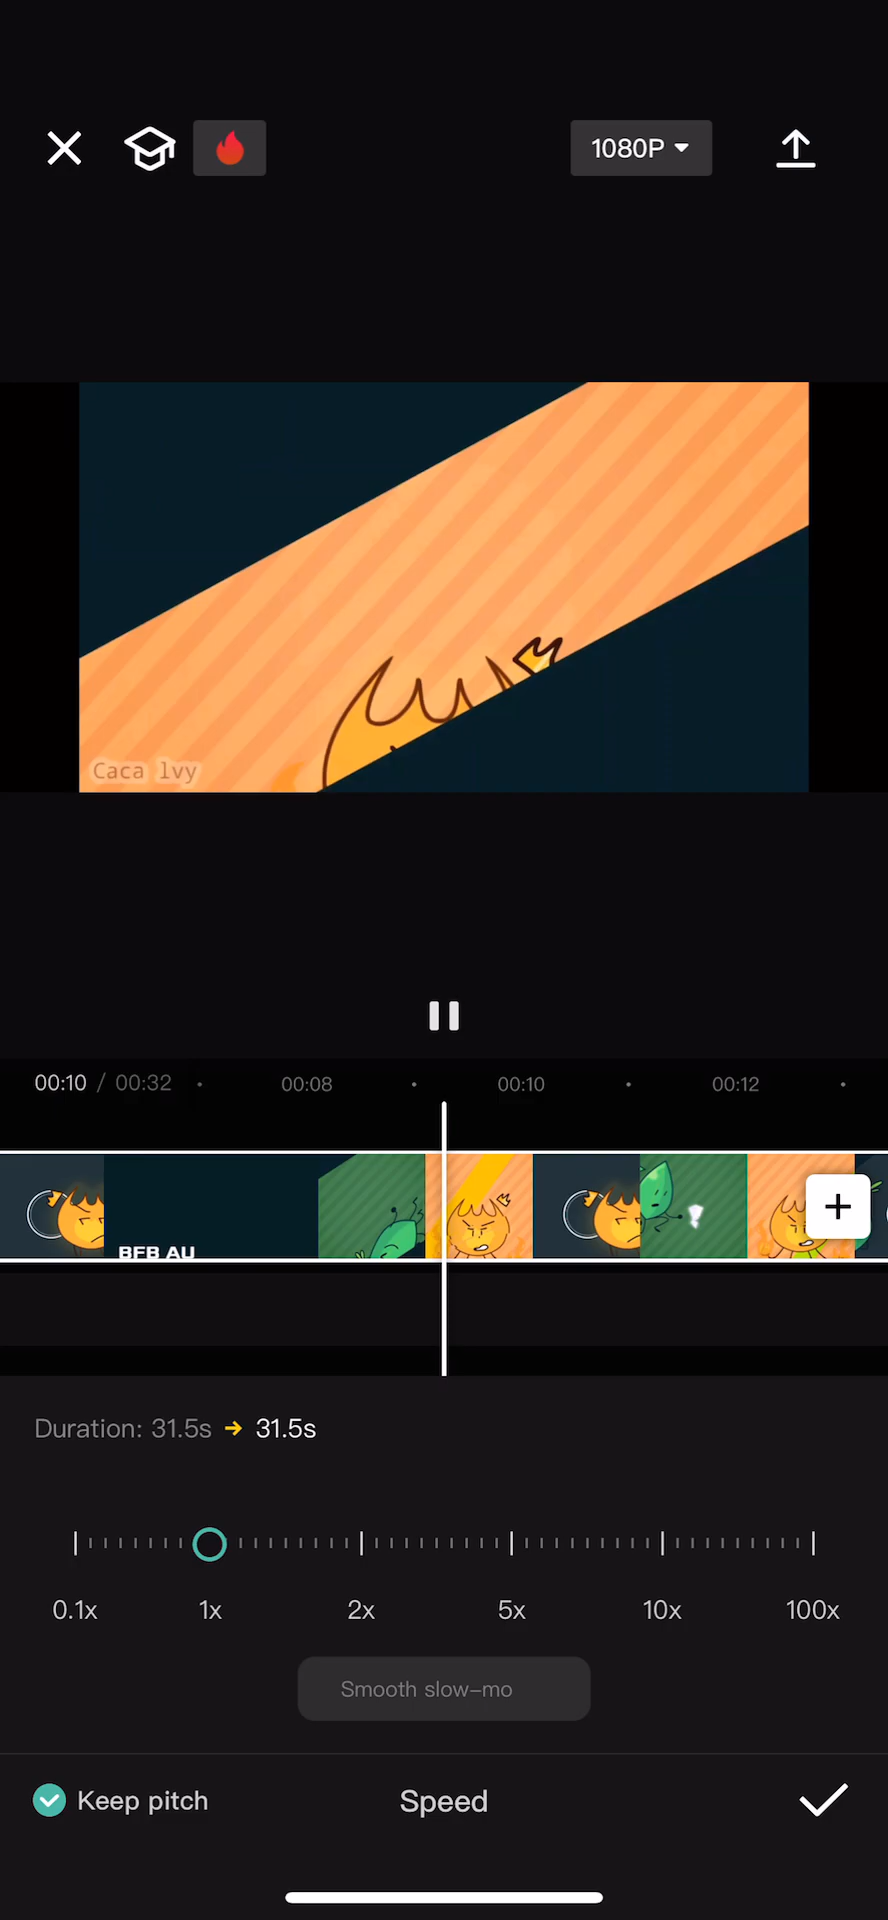 1080P
Caca lvy
00:10 / 00:32 00:08 00:10 00:12
BFB AU
Duration: 31.5s → 31.5s
0.1x 1x 2x 5x 10x 100x
Smooth slow-mo
Keep pitch Speed